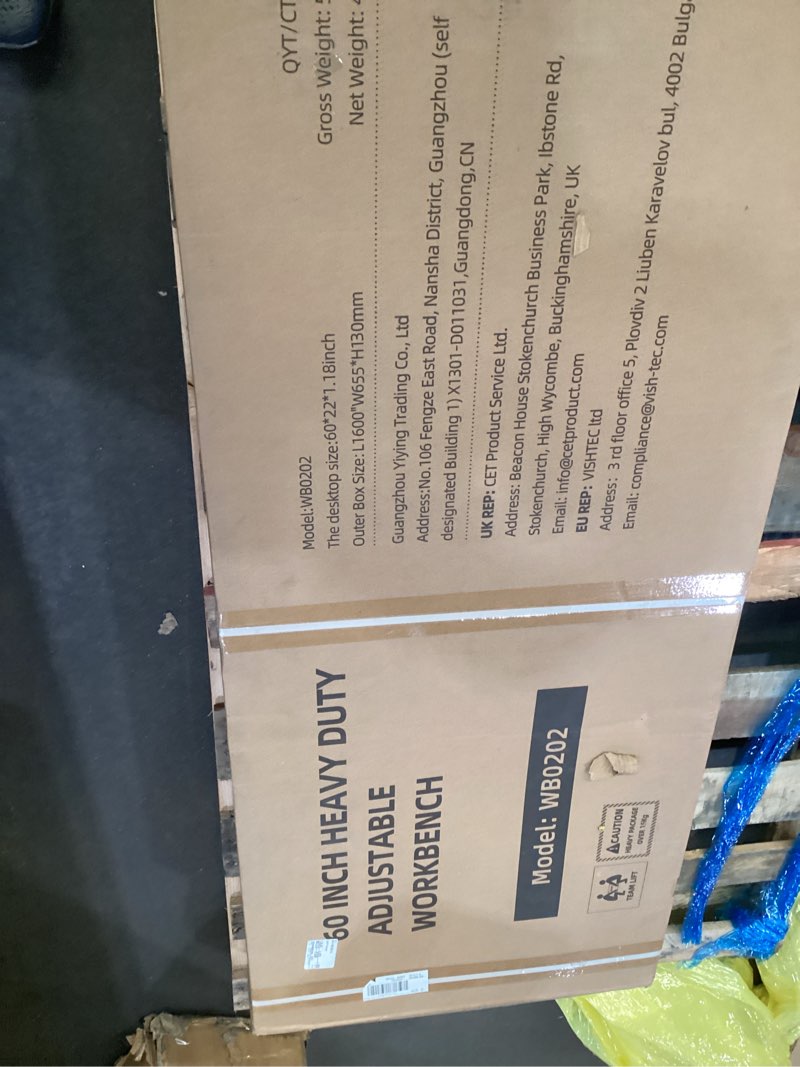 60 INCH HEAVY DUTY
ADJUSTABLE
WORKBENCH
Model: WB0202
TEAM LIFT
CAUTION
HEAVY PACKAGE
OVER 10Kg
QYT/CT
Gross Weight:
Net Weight:
Model:WB0202
The desktop size:60*22*1.18inch
Outer Box Size: L1600"W655*H130mm
Guangzhou Yiying Trading Co., Ltd
Address:No.106 Fengze East Road, Nansha District, Guangzhou (self
designated Building 1) X1301-D011031,Guangdong,CN
UK REP: CET Product Service Ltd.
Address: Beacon House Stokenchurch Business Park, Ibstone Rd,
Stokenchurch, High Wycombe, Buckinghamshire, UK
Email: info@cetproduct.com
EU REP: VISHTEC ltd
Address: 3 rd floor office 5, Plovdiv 2 Liuben Karavelov bul, 4002 Bulg
Email: compliance@vish-tec.com